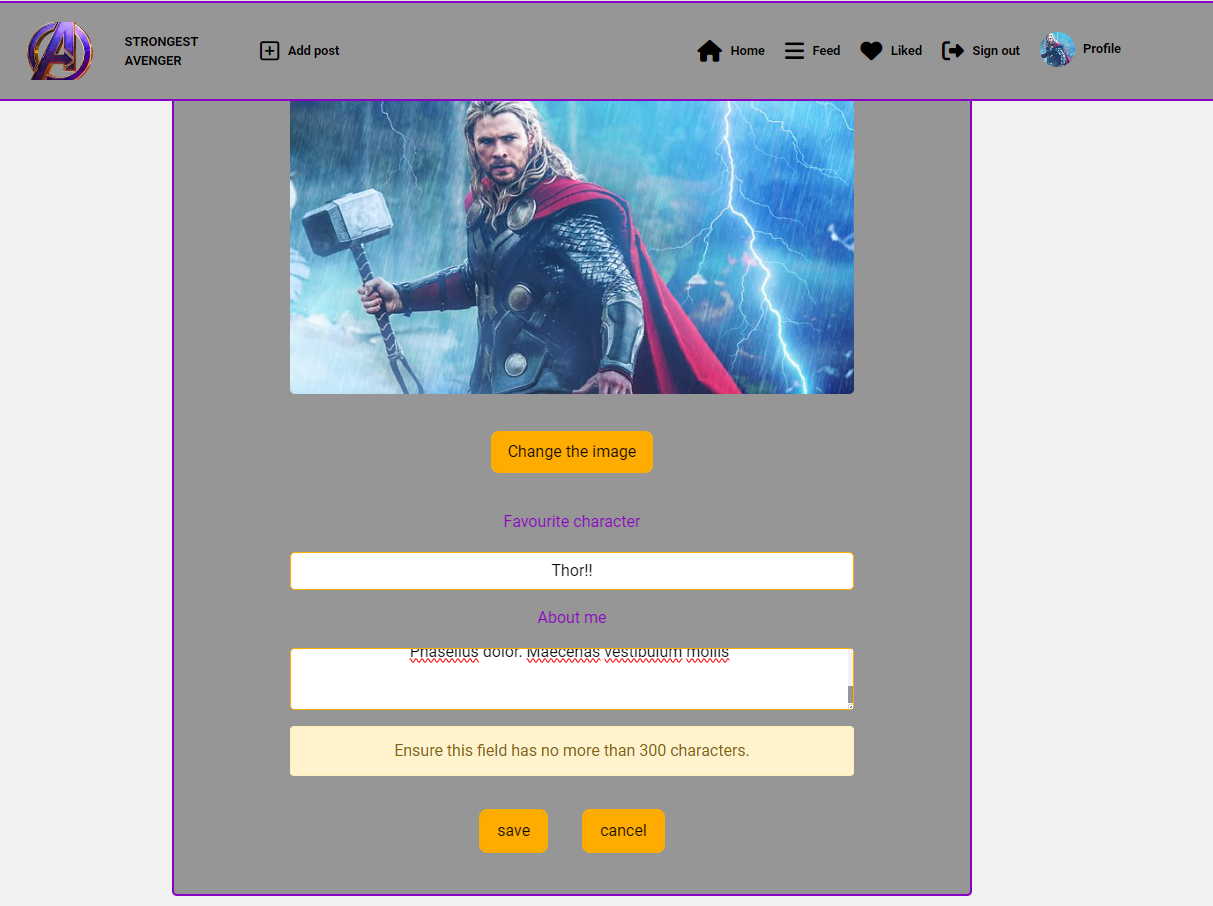 STRONGEST
AVENGER
Add post
Home
Feed
Liked
Sign out
Profile
Change the image
Favourite character
Thor!!
About me
Phasellus dolor. Maecenas vestibulum mollis
Ensure this field has no more than 300 characters.
save
cancel